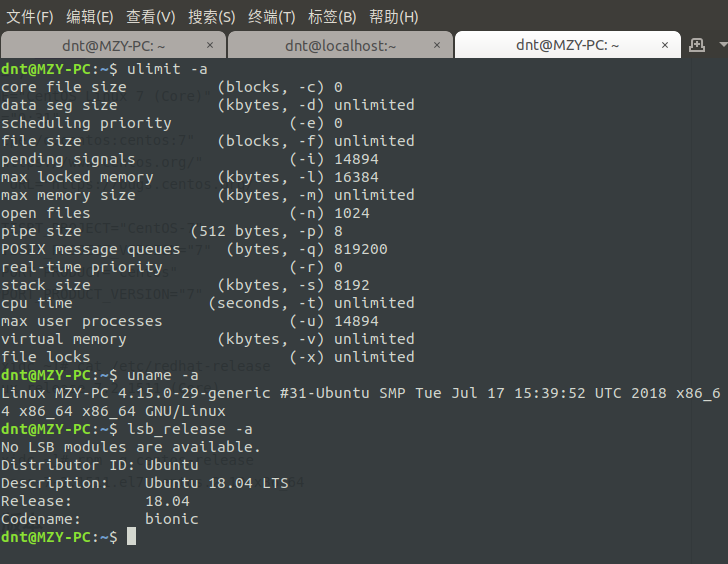 文件(F) 编辑(E) 查看(V) 搜索(S) 终端(T) 标签(B) 帮助(H)
dnt@MZY-PC: ~ × dnt@localhost:~ × dnt@MZY-PC: ~ ×
dnt@MZY-PC:~$ ulimit -a
core file size (blocks, -c) 0
data seg size (kbytes, -d) unlimited
scheduling priority (-e) 0
file size (blocks, -f) unlimited
pending signals (-i) 14894
max locked memory (kbytes, -l) 16384
max memory size (kbytes, -m) unlimited
open files (-n) 1024
pipe size (512 bytes, -p) 8
POSIX message queues (bytes, -q) 819200
real-time priority (-r) 0
stack size (kbytes, -s) 8192
cpu time (seconds, -t) unlimited
max user processes (-u) 14894
virtual memory (kbytes, -v) unlimited
file locks (-x) unlimited
dnt@MZY-PC:~$ uname -a
Linux MZY-PC 4.15.0-29-generic #31-Ubuntu SMP Tue Jul 17 15:39:52 UTC 2018 x86_6
4 x86_64 x86_64 GNU/Linux
dnt@MZY-PC:~$ lsb_release -a
No LSB modules are available.
Distributor ID: Ubuntu
Description: Ubuntu 18.04 LTS
Release: 18.04
Codename: bionic
dnt@MZY-PC:~$